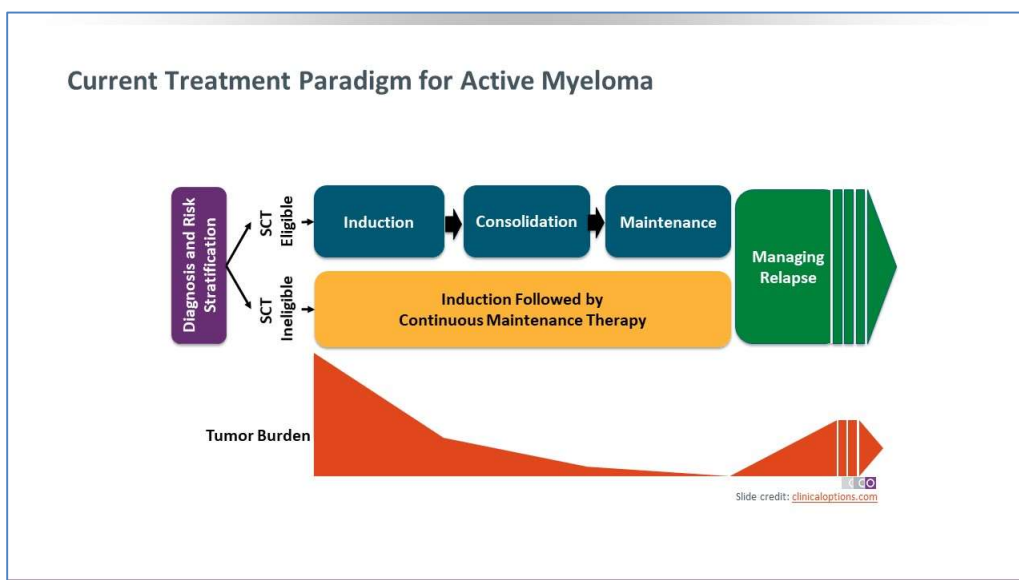 Current Treatment Paradigm for Active Myeloma
Diagnosis and Risk
Stratification
SCT
Eligible
Induction
Consolidation
Maintenance
SCT
Ineligible
Induction Followed by
Continuous Maintenance Therapy
Managing
Relapse
Tumor Burden
CCO
Slide credit: clinicaloptions.com